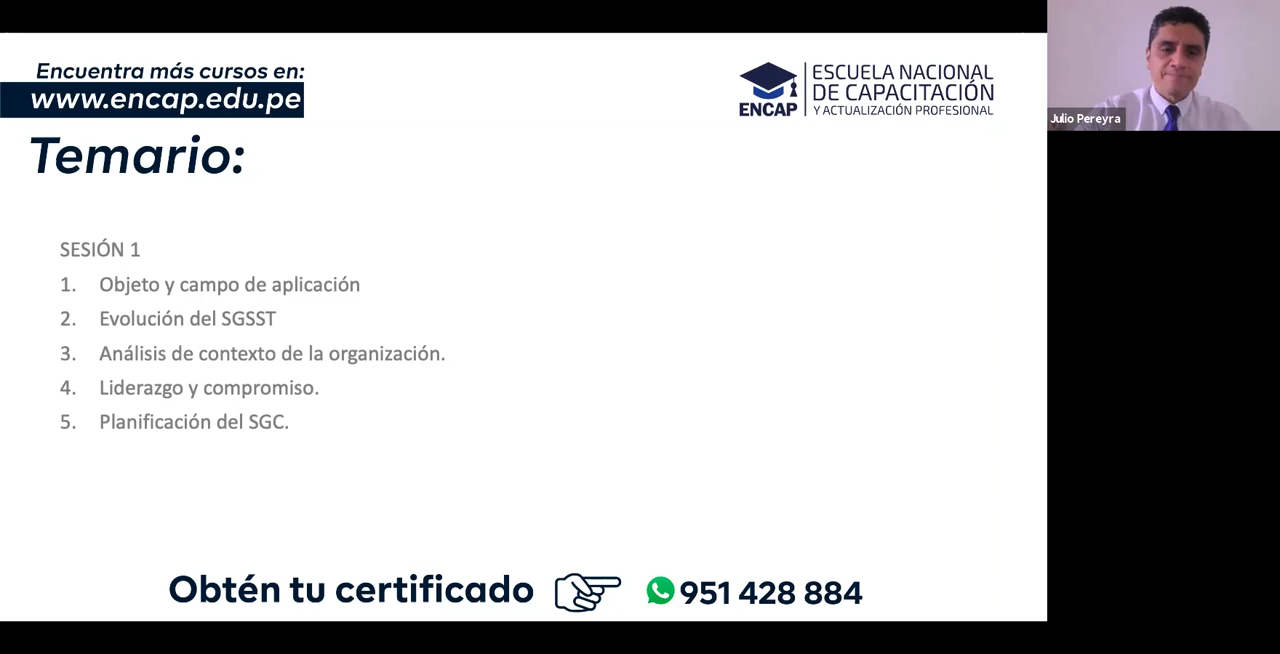 Encuentra más cursos en:
www.encap.edu.pe
ENCAP
ESCUELA NACIONAL
DE CAPACITACIÓN
Y ACTUALIZACIÓN PROFESIONAL
Julio Pereyra
Temario:
SESIÓN 1
1. Objeto y campo de aplicación
2. Evolución del SGSST
3. Análisis de contexto de la organización.
4. Liderazgo y compromiso.
5. Planificación del SGC.
Obtén tu certificado
951 428 884